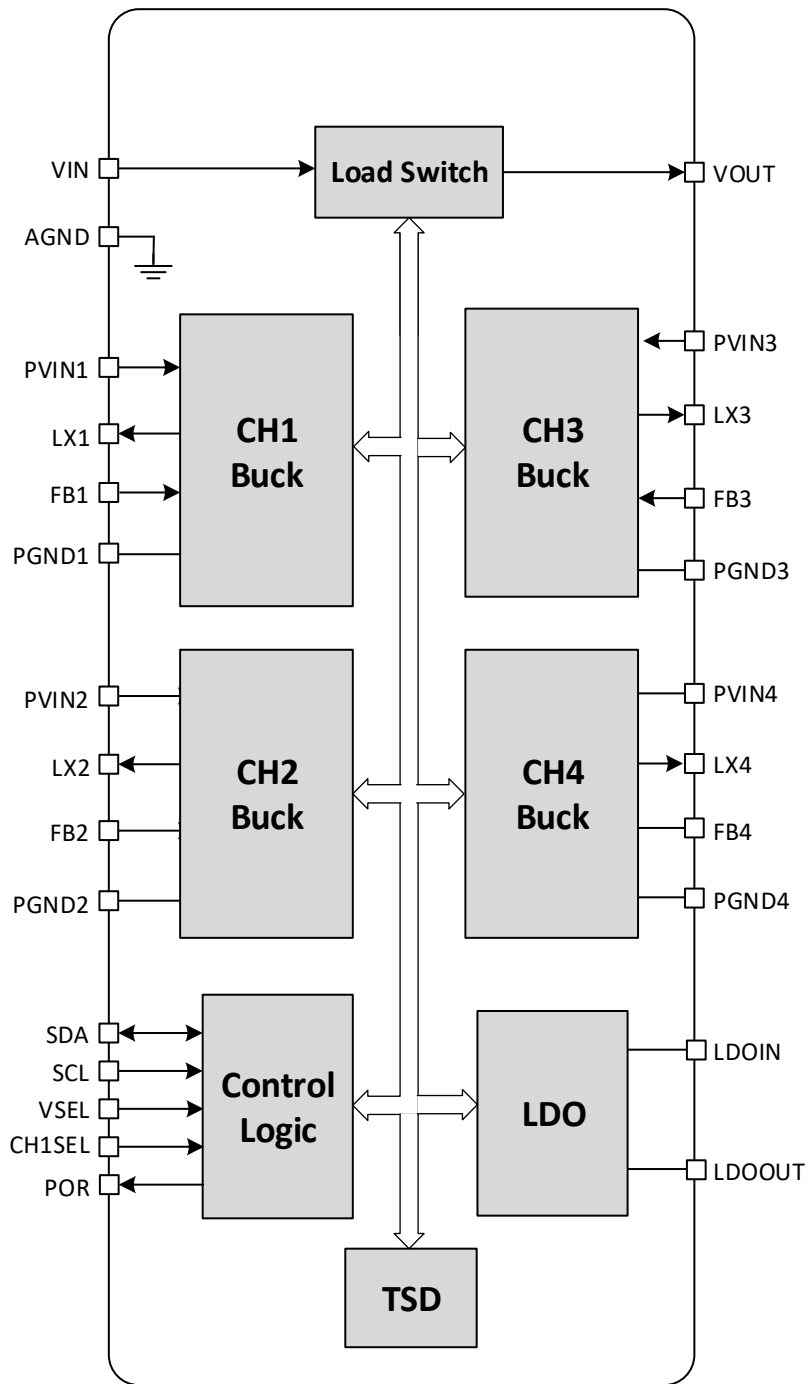 Load Switch
VIN
VOUT
AGND
PVIN1
LX1
FB1
PGND1
CH1
Buck
CH3
Buck
PVIN3
LX3
FB3
PGND3
PVIN2
LX2
FB2
PGND2
CH2
Buck
CH4
Buck
PVIN4
LX4
FB4
PGND4
SDA
SCL
VSEL
CH1SEL
POR
Control
Logic
LDO
LDOIN
LDOOUT
TSD